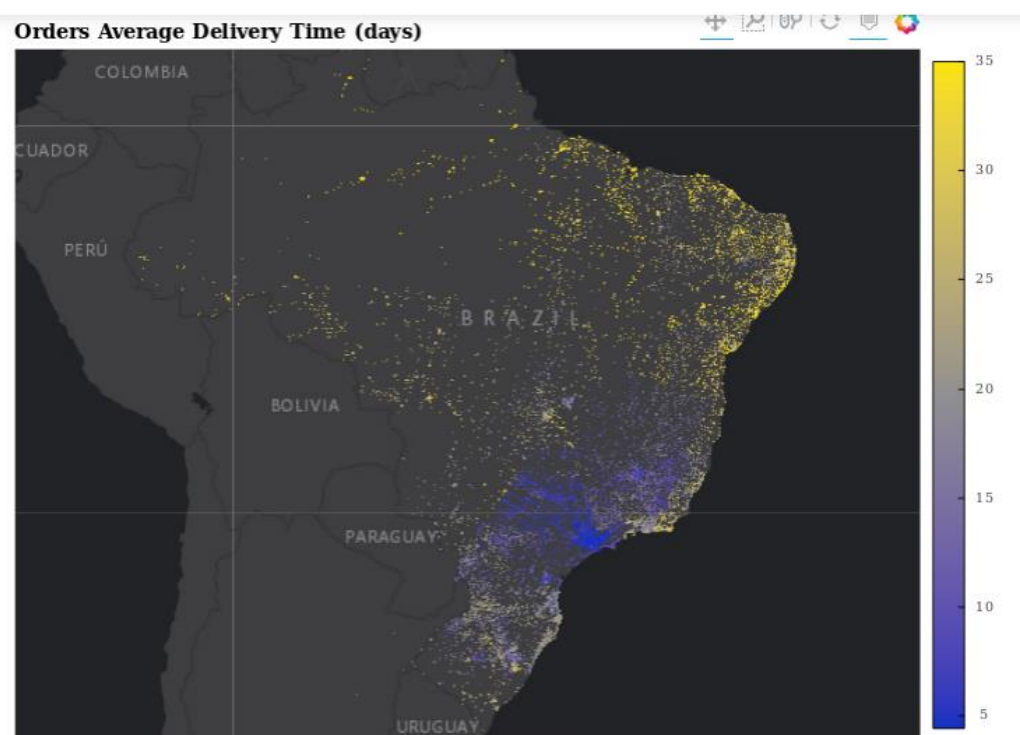 Orders Average Delivery Time (days)
35
COLOMBIA
CUADOR
30
PERÚ
25
BRAZIL
20
BOLIVIA
15
PARAGUAY
10
5
URUGUAY